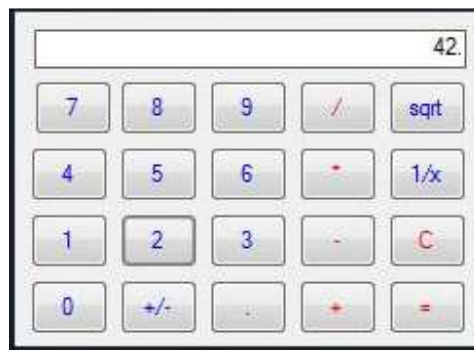 42.
7 8 9 / sqrt
4 5 6 * 1/x
1 2 3 - C
0 +/- . + =